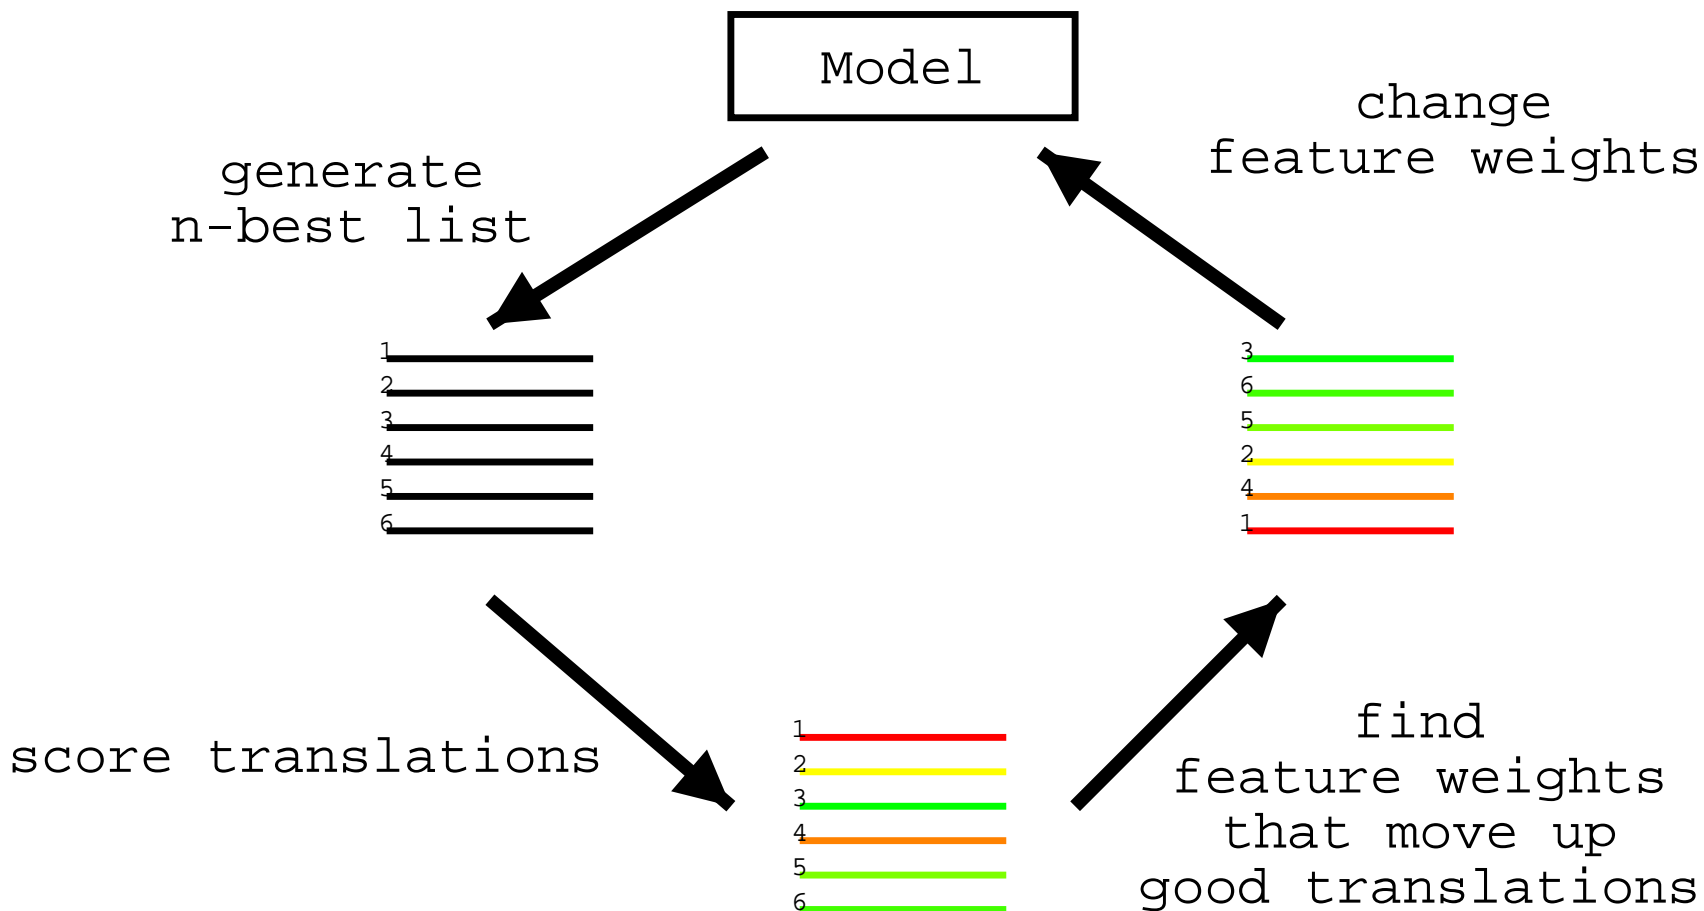 Model
change
feature weights
generate
n-best list
1
2
3
4
5
6
3
6
5
2
4
1
score translations
1
2
3
4
5
6
find
feature weights
that move up
good translations